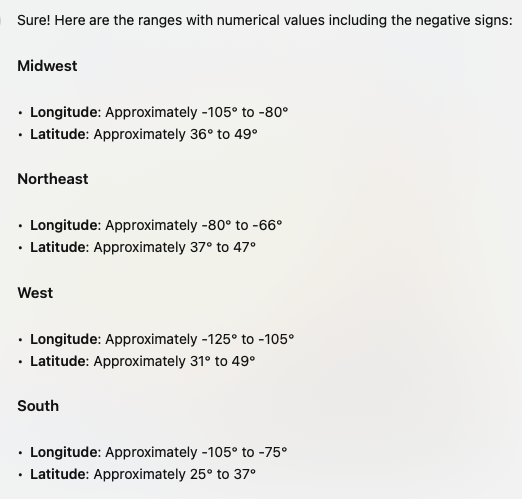 Sure! Here are the ranges with numerical values including the negative signs:
Midwest
• Longitude: Approximately -105° to -80°
• Latitude: Approximately 36° to 49°
Northeast
• Longitude: Approximately -80° to -66°
• Latitude: Approximately 37° to 47°
West
• Longitude: Approximately -125° to -105°
• Latitude: Approximately 31° to 49°
South
• Longitude: Approximately -105° to -75°
• Latitude: Approximately 25° to 37°